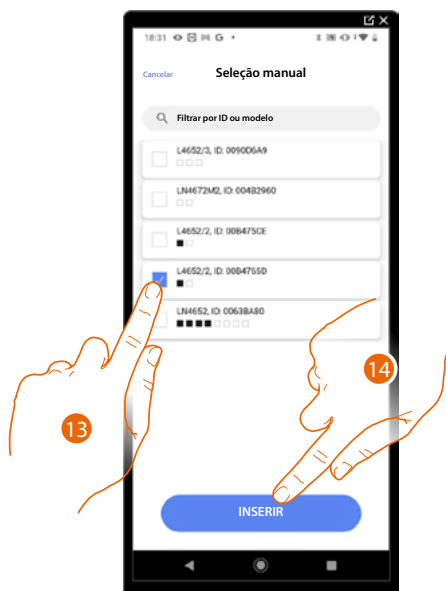 18:31
Cancelar
Seleção manual
Filtrar por ID ou modelo
L4652/3, ID: 0090D6A9
LN4672M2, ID: 004B2960
L4652/2, ID: 00B475CE
L4652/2, ID: 00B4755D
LN4652, ID: 0063BA80
13
14
INSERIR